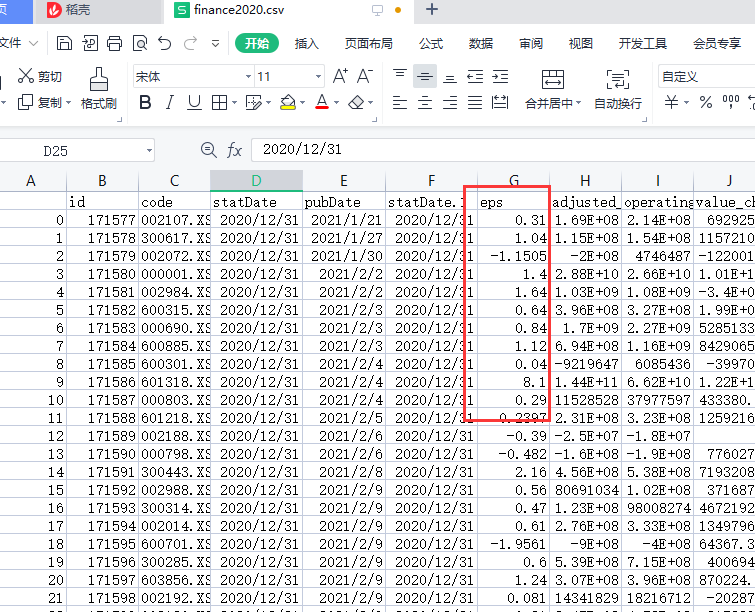 页 稻壳 finance2020.csv +
文件 开始 插入 页面布局 公式 数据 审阅 视图 开发工具 会员专享
剪切 复制 格式刷 宋体 11 A+ A- 合并居中 自动换行 自定义
B I U A ¥ %
D25 fx 2020/12/31
A B C D E F G H I J
id code statDate pubDate statDate.1 eps adjusted_ operating value_ch
0 171577 002107.XS 2020/12/31 2021/1/21 2020/12/31 0.31 1.69E+08 2.14E+08 692925
1 171578 300617.XS 2020/12/31 2021/1/27 2020/12/31 1.04 1.15E+08 1.54E+08 1157210
2 171579 002072.XS 2020/12/31 2021/1/30 2020/12/31 -1.1505 -2E+08 4746487 -122001
3 171580 000001.XS 2020/12/31 2021/2/2 2020/12/31 1.4 2.88E+10 2.66E+10 1.01E+1
4 171581 002984.XS 2020/12/31 2021/2/2 2020/12/31 1.64 1.03E+09 1.08E+09 -3.4E+0
5 171582 600315.XS 2020/12/31 2021/2/3 2020/12/31 0.64 3.96E+08 3.27E+08 1.99E+0
6 171583 000690.XS 2020/12/31 2021/2/3 2020/12/31 0.84 1.7E+09 2.27E+09 5285133
7 171584 600885.XS 2020/12/31 2021/2/3 2020/12/31 1.12 6.94E+08 1.16E+09 8429065
8 171585 600301.XS 2020/12/31 2021/2/4 2020/12/31 0.04 -9219647 6085436 -39970
9 171586 601318.XS 2020/12/31 2021/2/4 2020/12/31 8.1 1.44E+11 6.62E+10 1.22E+1
10 171587 000803.XS 2020/12/31 2021/2/4 2020/12/31 0.29 11528528 37977597 433380.
11 171588 601218.XS 2020/12/31 2021/2/5 2020/12/31 0.2397 2.31E+08 3.23E+08 1259216
12 171589 002188.XS 2020/12/31 2021/2/6 2020/12/31 -0.39 -2.5E+07 -1.8E+07
13 171590 000798.XS 2020/12/31 2021/2/6 2020/12/31 -0.482 -1.6E+08 -1.9E+08 776027
14 171591 300443.XS 2020/12/31 2021/2/8 2020/12/31 2.16 4.56E+08 5.38E+08 7193208
15 171592 002988.XS 2020/12/31 2021/2/9 2020/12/31 0.56 80691034 1.02E+08 371687
16 171593 300314.XS 2020/12/31 2021/2/9 2020/12/31 0.47 1.23E+08 98008274 4672192
17 171594 002014.XS 2020/12/31 2021/2/9 2020/12/31 0.61 2.76E+08 3.33E+08 1349796
18 171595 600701.XS 2020/12/31 2021/2/9 2020/12/31 -1.9561 -9E+08 -4E+08 64367.3
19 171596 300285.XS 2020/12/31 2021/2/9 2020/12/31 0.6 5.39E+08 7.15E+08 400694
20 171597 603856.XS 2020/12/31 2021/2/9 2020/12/31 1.24 3.07E+08 3.96E+08 870224.
21 171598 002192.XS 2020/12/31 2021/2/9 2020/12/31 0.081 14341829 18216712 -20287